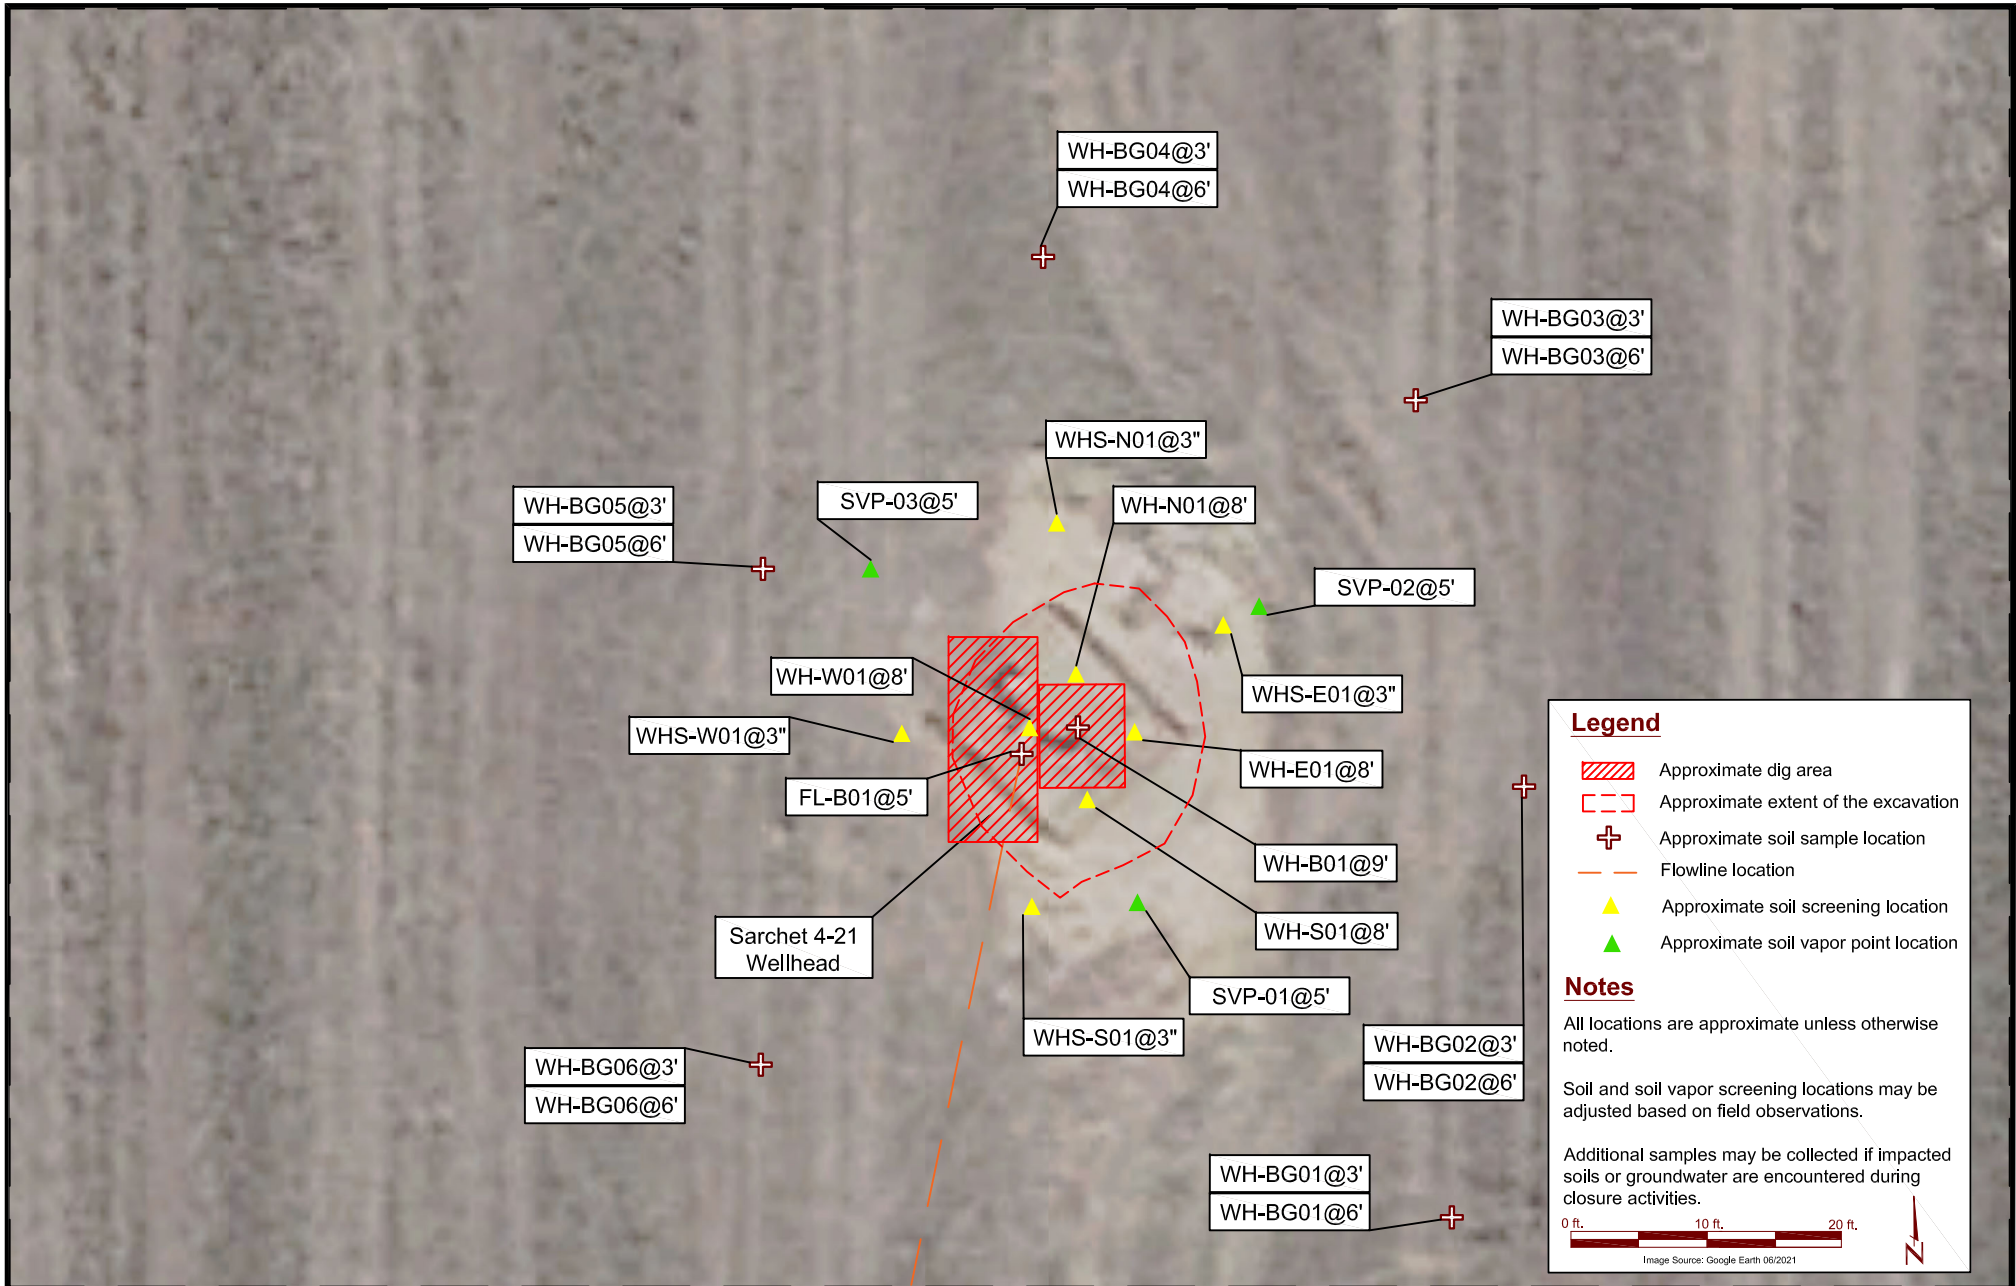 WH-BG04@3'
WH-BG04@6'
WH-BG03@3'
WH-BG03@6'
WHS-N01@3"
WH-BG05@3'
WH-BG05@6'
SVP-03@5'
WH-N01@8'
SVP-02@5'
WH-W01@8'
WHS-E01@3"
WHS-W01@3"
FL-B01@5'
WH-E01@8'
WH-B01@9'
WH-S01@8'
Sarchet 4-21
Wellhead
SVP-01@5'
WHS-S01@3"
WH-BG06@3'
WH-BG06@6'
WH-BG02@3'
WH-BG02@6'
WH-BG01@3'
WH-BG01@6'
Legend
Approximate dig area
Approximate extent of the excavation
Approximate soil sample location
Flowline location
Approximate soil screening location
Approximate soil vapor point location
Notes
All locations are approximate unless otherwise
noted.
Soil and soil vapor screening locations may be
adjusted based on field observations.
Additional samples may be collected if impacted
soils or groundwater are encountered during
closure activities.
0 ft. 10 ft. 20 ft.
Image Source: Google Earth 06/2021
N